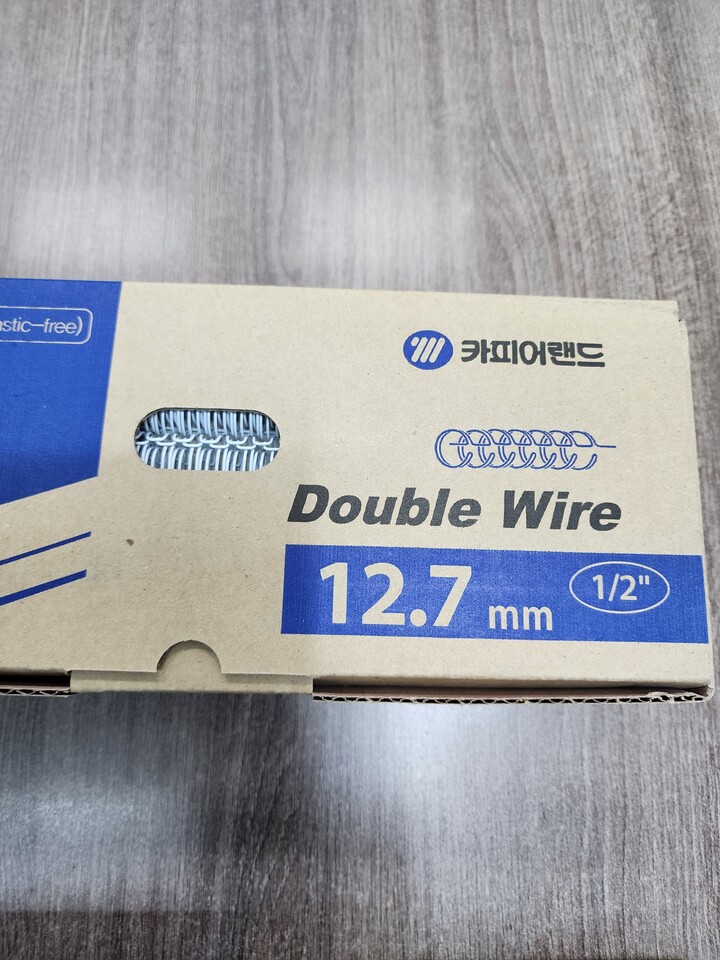 astic-free)
카피어랜드
Double Wire
12.7 mm 1/2"